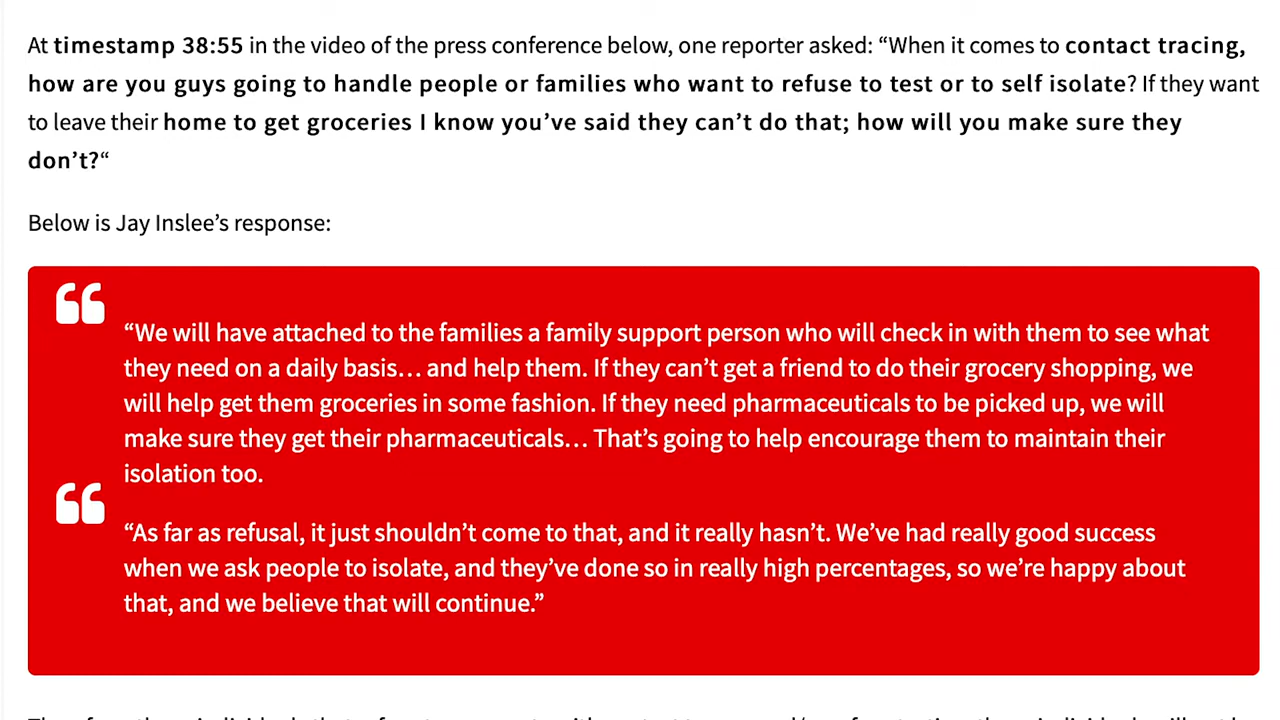 At timestamp 38:55 in the video of the press conference below, one reporter asked: “When it comes to contact tracing,
how are you guys going to handle people or families who want to refuse to test or to self isolate? If they want
to leave their home to get groceries I know you’ve said they can’t do that; how will you make sure they
don’t?“
Below is Jay Inslee’s response:
“We will have attached to the families a family support person who will check in with them to see what
they need on a daily basis… and help them. If they can’t get a friend to do their grocery shopping, we
will help get them groceries in some fashion. If they need pharmaceuticals to be picked up, we will
make sure they get their pharmaceuticals… That’s going to help encourage them to maintain their
isolation too.
“As far as refusal, it just shouldn’t come to that, and it really hasn’t. We’ve had really good success
when we ask people to isolate, and they’ve done so in really high percentages, so we’re happy about
that, and we believe that will continue.”